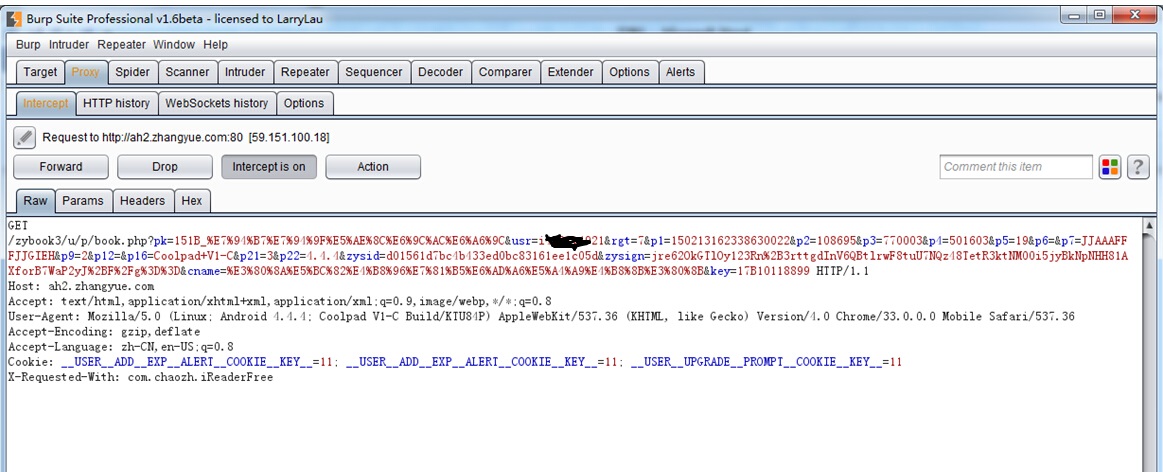 Burp Suite Professional v1.6beta - licensed to LarryLau
Burp Intruder Repeater Window Help
Target Proxy Spider Scanner Intruder Repeater Sequencer Decoder Comparer Extender Options Alerts
Intercept HTTP history WebSockets history Options
Request to http://ah2.zhangyue.com:80 [59.151.100.18]
Forward Drop Intercept is on Action Comment this item ?
Raw Params Headers Hex
GET
/zybook3/u/p/book.php?pk=151B_%E7%94%B7%E7%94%9F%E5%AE%8C%E6%9C%AC%E6%A6%9C&usr=i 021&rgt=7&p1=150213162338630022&p2=108695&p3=770003&p4=501603&p5=19&p6=&p7=JJAAAFF
FJJGIEH&p9=2&p12=&p16=Coolpad+V1-C&p21=3&p22=4.4.4&zysid=d01561d7bc4b433ed0bc83161ee1c05d&zysign=jre620kGTl0y123Rn%2B3rttgdInV6QBtlrwF8tuU7NQz48IetR3ktNM00i5jyBkNpNHH81A
XforB7WaP2yJ%2BF%2Fg%3D%3D&cname=%E3%80%8A%E5%BC%82%E4%B8%96%E7%81%B5%E6%AD%A6%E5%A4%A9%E4%B8%8B%E3%80%8B&key=17B10118899 HTTP/1.1
Host: ah2.zhangyue.com
Accept: text/html,application/xhtml+xml,application/xml;q=0.9,image/webp,*/*;q=0.8
User-Agent: Mozilla/5.0 (Linux; Android 4.4.4; Coolpad V1-C Build/KTU84P) AppleWebKit/537.36 (KHTML, like Gecko) Version/4.0 Chrome/33.0.0.0 Mobile Safari/537.36
Accept-Encoding: gzip,deflate
Accept-Language: zh-CN,en-US;q=0.8
Cookie: __USER__ADD__EXP__ALERT__COOKIE__KEY__=11; __USER__ADD__EXP__ALERT__COOKIE__KEY__=11; __USER__UPGRADE__PROMPT__COOKIE__KEY__=11
X-Requested-With: com.chaozh.iReaderFree